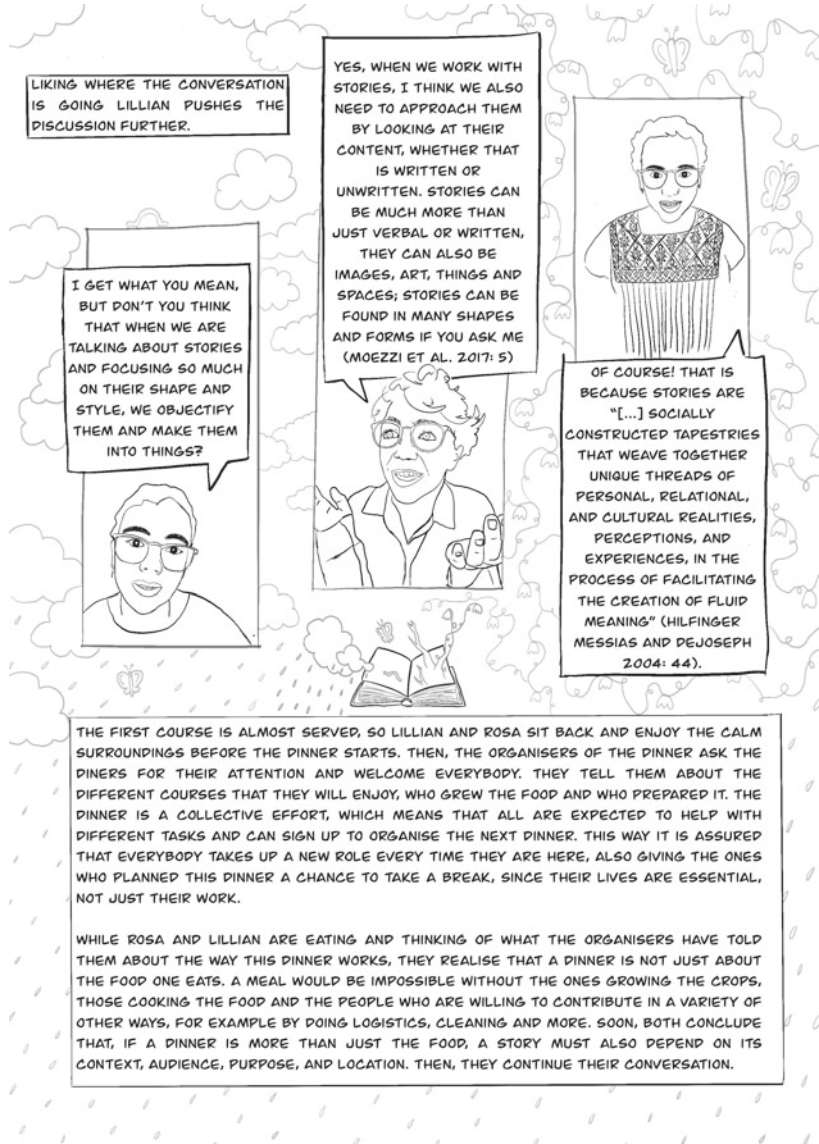 LIKING WHERE THE CONVERSATION
IS GOING LILLIAN PUSHES THE
DISCUSSION FURTHER.
I GET WHAT YOU MEAN,
BUT DON'T YOU THINK
THAT WHEN WE ARE
TALKING ABOUT STORIES
AND FOCUSING SO MUCH
ON THEIR SHAPE AND
STYLE, WE OBJECTIFY
THEM AND MAKE THEM
INTO THINGS?
YES, WHEN WE WORK WITH
STORIES, I THINK WE ALSO
NEED TO APPROACH THEM
BY LOOKING AT THEIR
CONTENT, WHETHER THAT
IS WRITTEN OR
UNWRITTEN. STORIES CAN
BE MUCH MORE THAN
JUST VERBAL OR WRITTEN,
THEY CAN ALSO BE
IMAGES, ART, THINGS AND
SPACES; STORIES CAN BE
FOUND IN MANY SHAPES
AND FORMS IF YOU ASK ME
(MOEZZI ET AL. 2017: 5)
OF COURSE! THAT IS
BECAUSE STORIES ARE
"[...] SOCIALLY
CONSTRUCTED TAPESTRIES
THAT WEAVE TOGETHER
UNIQUE THREADS OF
PERSONAL, RELATIONAL,
AND CULTURAL REALITIES,
PERCEPTIONS, AND
EXPERIENCES, IN THE
PROCESS OF FACILITATING
THE CREATION OF FLUID
MEANING" (HILFINGER
MESSIAS AND DEJOSEPH
2004: 44).
THE FIRST COURSE IS ALMOST SERVED, SO LILLIAN AND ROSA SIT BACK AND ENJOY THE CALM
SURROUNDINGS BEFORE THE DINNER STARTS. THEN, THE ORGANISERS OF THE DINNER ASK THE
DINERS FOR THEIR ATTENTION AND WELCOME EVERYBODY. THEY TELL THEM ABOUT THE
DIFFERENT COURSES THAT THEY WILL ENJOY, WHO GREW THE FOOD AND WHO PREPARED IT. THE
DINNER IS A COLLECTIVE EFFORT, WHICH MEANS THAT ALL ARE EXPECTED TO HELP WITH
DIFFERENT TASKS AND CAN SIGN UP TO ORGANISE THE NEXT DINNER. THIS WAY IT IS ASSURED
THAT EVERYBODY TAKES UP A NEW ROLE EVERY TIME THEY ARE HERE, ALSO GIVING THE ONES
WHO PLANNED THIS DINNER A CHANCE TO TAKE A BREAK, SINCE THEIR LIVES ARE ESSENTIAL,
NOT JUST THEIR WORK.
WHILE ROSA AND LILLIAN ARE EATING AND THINKING OF WHAT THE ORGANISERS HAVE TOLD
THEM ABOUT THE WAY THIS DINNER WORKS, THEY REALISE THAT A DINNER IS NOT JUST ABOUT
THE FOOD ONE EATS. A MEAL WOULD BE IMPOSSIBLE WITHOUT THE ONES GROWING THE CROPS,
THOSE COOKING THE FOOD AND THE PEOPLE WHO ARE WILLING TO CONTRIBUTE IN A VARIETY OF
OTHER WAYS, FOR EXAMPLE BY DOING LOGISTICS, CLEANING AND MORE. SOON, BOTH CONCLUDE
THAT, IF A DINNER IS MORE THAN JUST THE FOOD, A STORY MUST ALSO DEPEND ON ITS
CONTEXT, AUDIENCE, PURPOSE, AND LOCATION. THEN, THEY CONTINUE THEIR CONVERSATION.